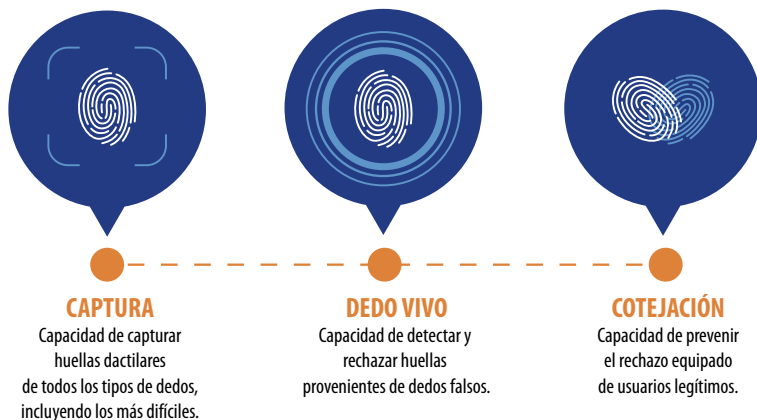 CAPTURA
Capacidad de capturar
huellas dactilares
de todos los tipos de dedos,
incluyendo los más difíciles.
DEDO VIVO
Capacidad de detectar y
rechazar huellas
provenientes de dedos falsos.
COTEJACIÓN
Capacidad de prevenir
el rechazo equipado
de usuarios legítimos.